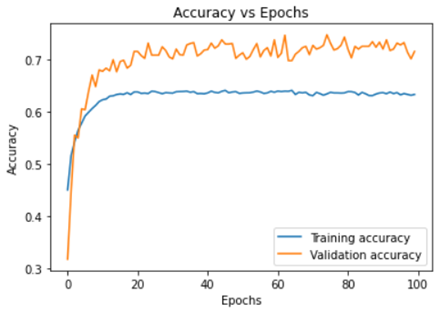 Accuracy vs Epochs
0.7
0.6
0.5
0.4
0.3
Accuracy
0 20 40 60 80 100
Epochs
Training accuracy
Validation accuracy